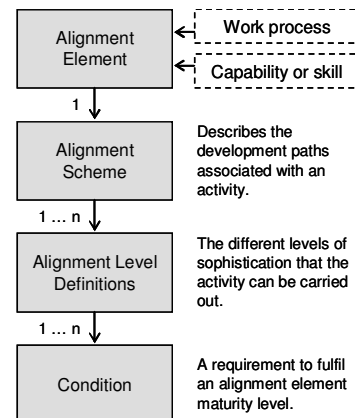 Alignment
Element
Work process
Capability or skill
1
Alignment
Scheme
Describes the
development paths
associated with an
activity.
1 ... n
Alignment Level
Definitions
The different levels of
sophistication that the
activity can be carried
out.
1 ... n
Condition
A requirement to fulfil
an alignment element
maturity level.